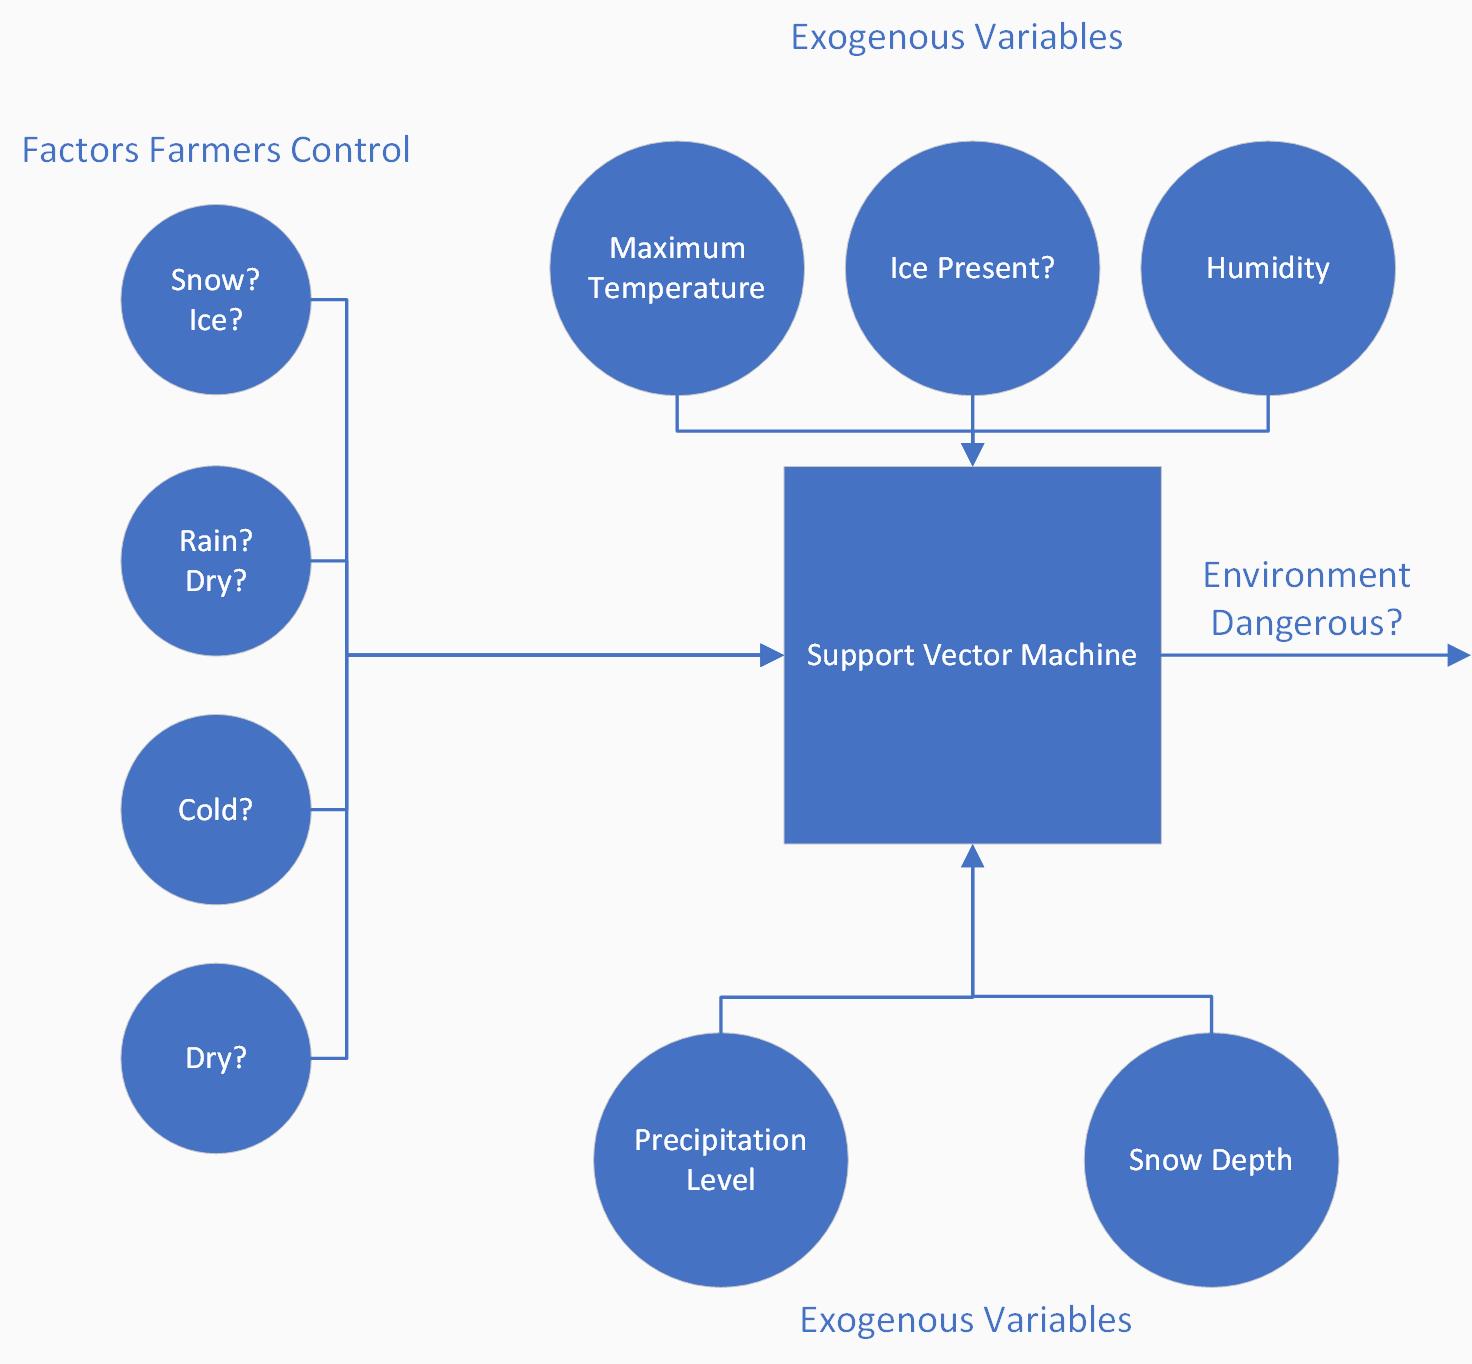 Exogenous Variables
Factors Farmers Control
Snow?
Ice?
Rain?
Dry?
Cold?
Dry?
Maximum
Temperature
Ice Present?
Humidity
Support Vector Machine
Environment
Dangerous?
Precipitation
Level
Snow Depth
Exogenous Variables